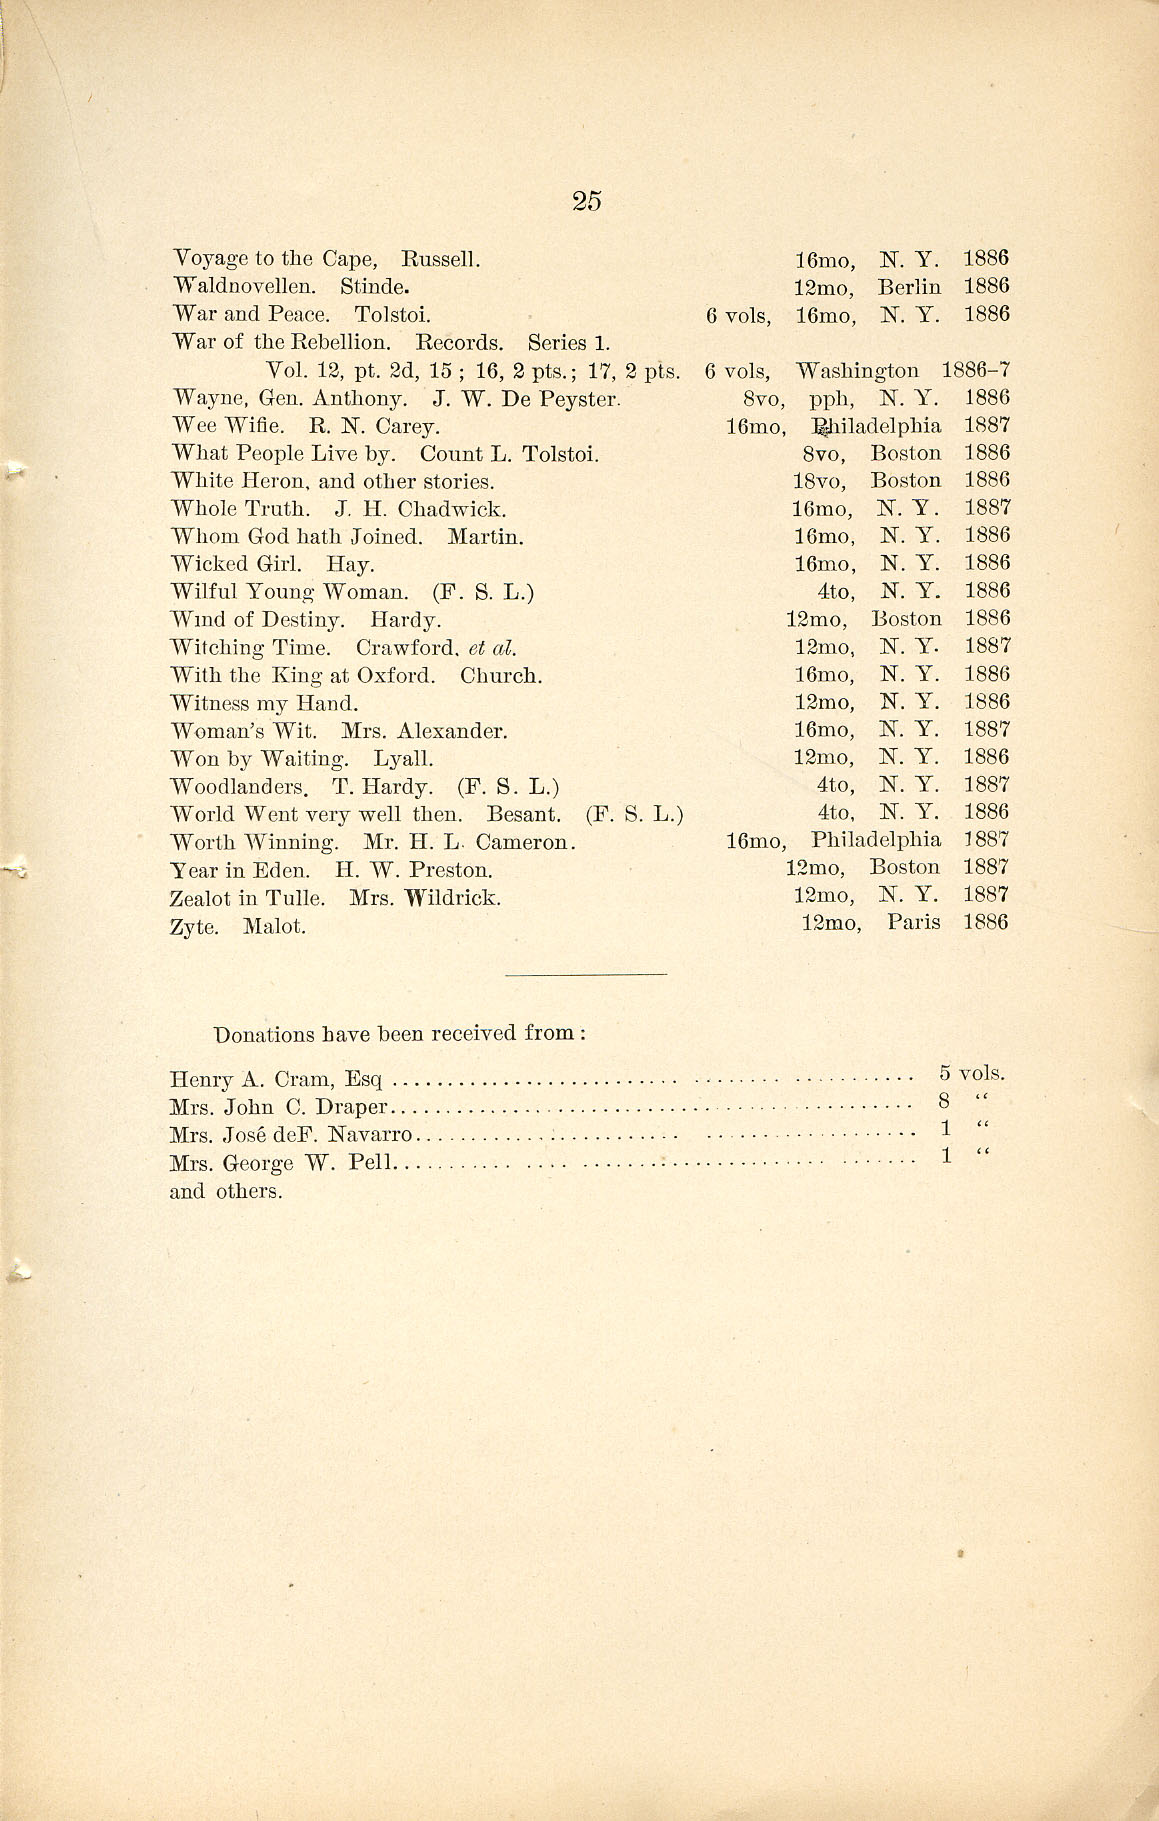 25
Voyage to the Cape, Russell. 16mo, N. Y. 1886
Waldnovellen. Stinde. 12mo, Berlin 1886
War and Peace. Tolstoi. 6 vols, 16mo, N. Y. 1886
War of the Rebellion. Records. Series 1.
Vol. 12, pt. 2d, 15 ; 16, 2 pts. ; 17, 2 pts. 6 vols, Washington 1886-7
Wayne, Gen. Anthony. J. W. De Peyster. 8vo, pph, N. Y. 1886
Wee Wifie. R. N. Carey. 16mo, Philadelphia 1887
What People Live by. Count L. Tolstoi. 8vo, Boston 1886
White Heron, and other stories. 18vo, Boston 1886
Whole Truth. J. H. Chadwick. 16mo, N. Y. 1887
Whom God hath Joined. Martin. 16mo, N. Y. 1886
Wicked Girl. Hay. 16mo, N. Y. 1886
Wilful Young Woman. (F. S. L.) 4to, N. Y. 1886
Wind of Destiny. Hardy. 12mo, Boston 1886
Witching Time. Crawford, et al. 12mo, N. Y. 1887
With the King at Oxford. Church. 16mo, N. Y. 1886
Witness my Hand. 12mo, N. Y. 1886
Woman's Wit. Mrs. Alexander. 16mo, N. Y. 1887
Won by Waiting. Lyall. 12mo, N. Y. 1886
Woodlanders. T. Hardy. (F. S. L.) 4to, N. Y. 1887
World Went very well then. Besant. (F. S. L.) 4to, N. Y. 1886
Worth Winning. Mr. H. L. Cameron. 16mo, Philadelphia 1887
Year in Eden. H. W. Preston. 12mo, Boston 1887
Zealot in Tulle. Mrs. Wildrick. 12mo, N. Y. 1887
Zyte. Malot. 12mo, Paris 1886
Donations have been received from :
Henry A. Cram, Esq ........ 5 vols.
Mrs. John C. Draper........ 8 "
Mrs. José deF. Navarro........ 1 "
Mrs. George W. Pell........ 1 "
and others.